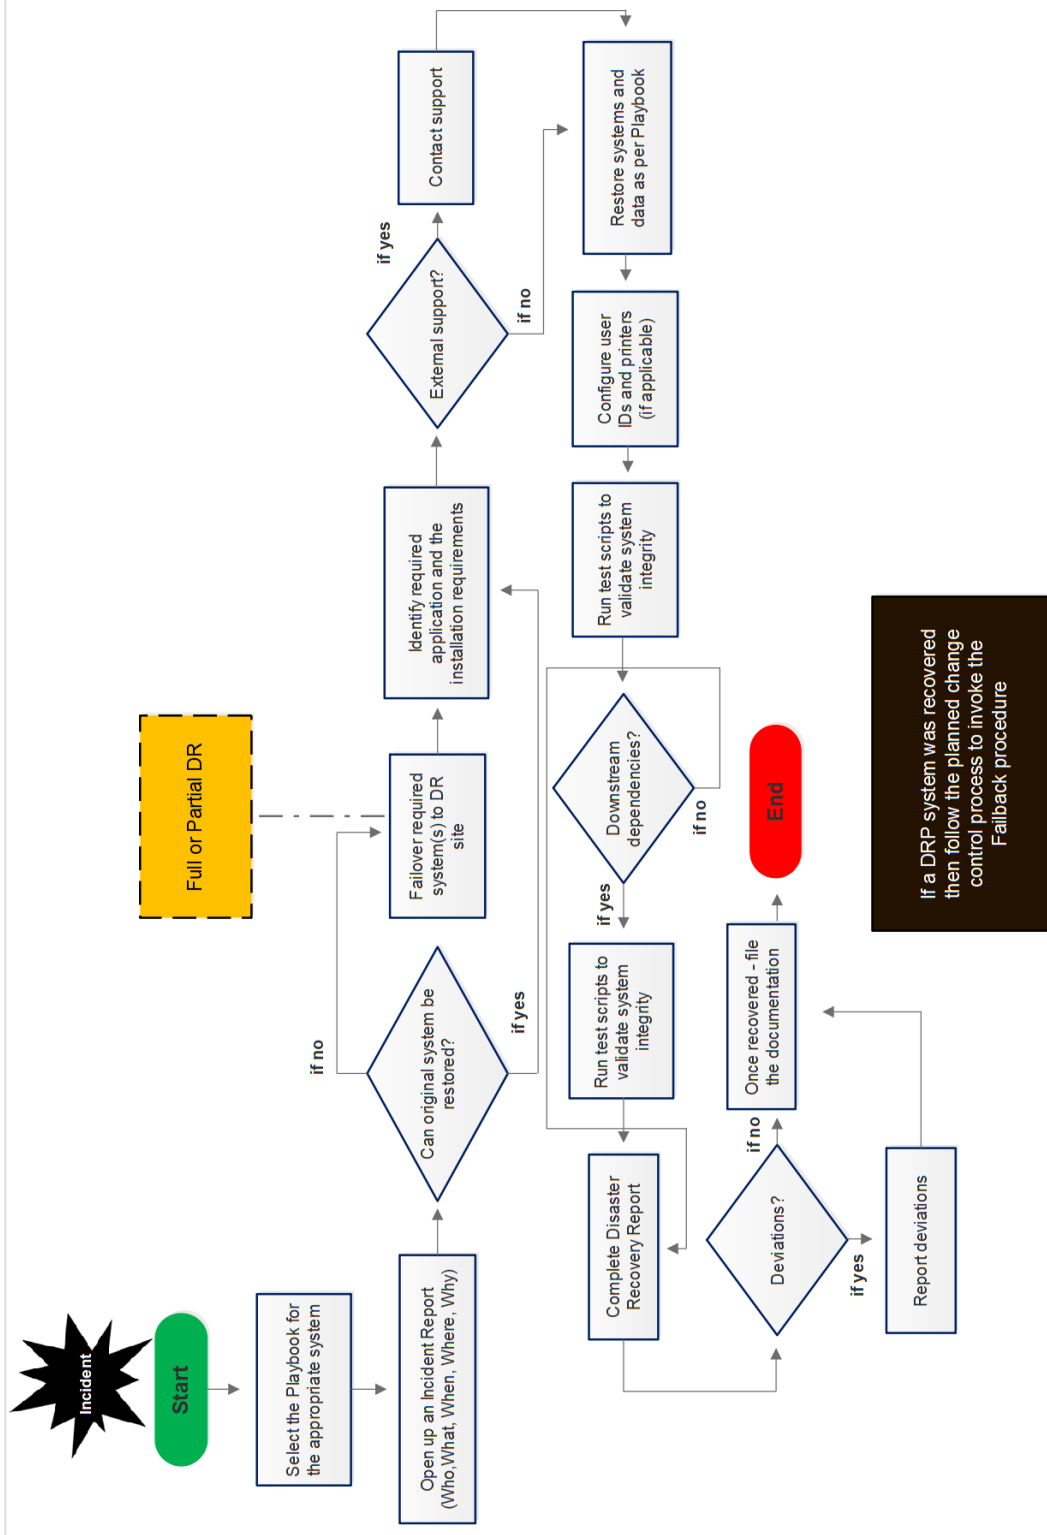 Incident
Start
Select the Playbook for
the appropriate system
Open up an Incident Report
(Who,What, When, Where, Why)
Can original system be
restored?
if no
if yes
Full or Partial DR
Failover required
system(s) to DR
site
Identify required
application and the
installation requirements
External support?
if yes
if no
Contact support
Restore systems and
data as per Playbook
Configure user
IDs and printers
(if applicable)
Run test scripts to
validate system
integrity
Downstream
dependencies?
if no
if yes
Run test scripts to
validate system
integrity
Complete Disaster
Recovery Report
Deviations?
if no
if yes
Report deviations
Once recovered - file
the documentation
End
If a DRP system was recovered
then follow the planned change
control process to invoke the
Failback procedure